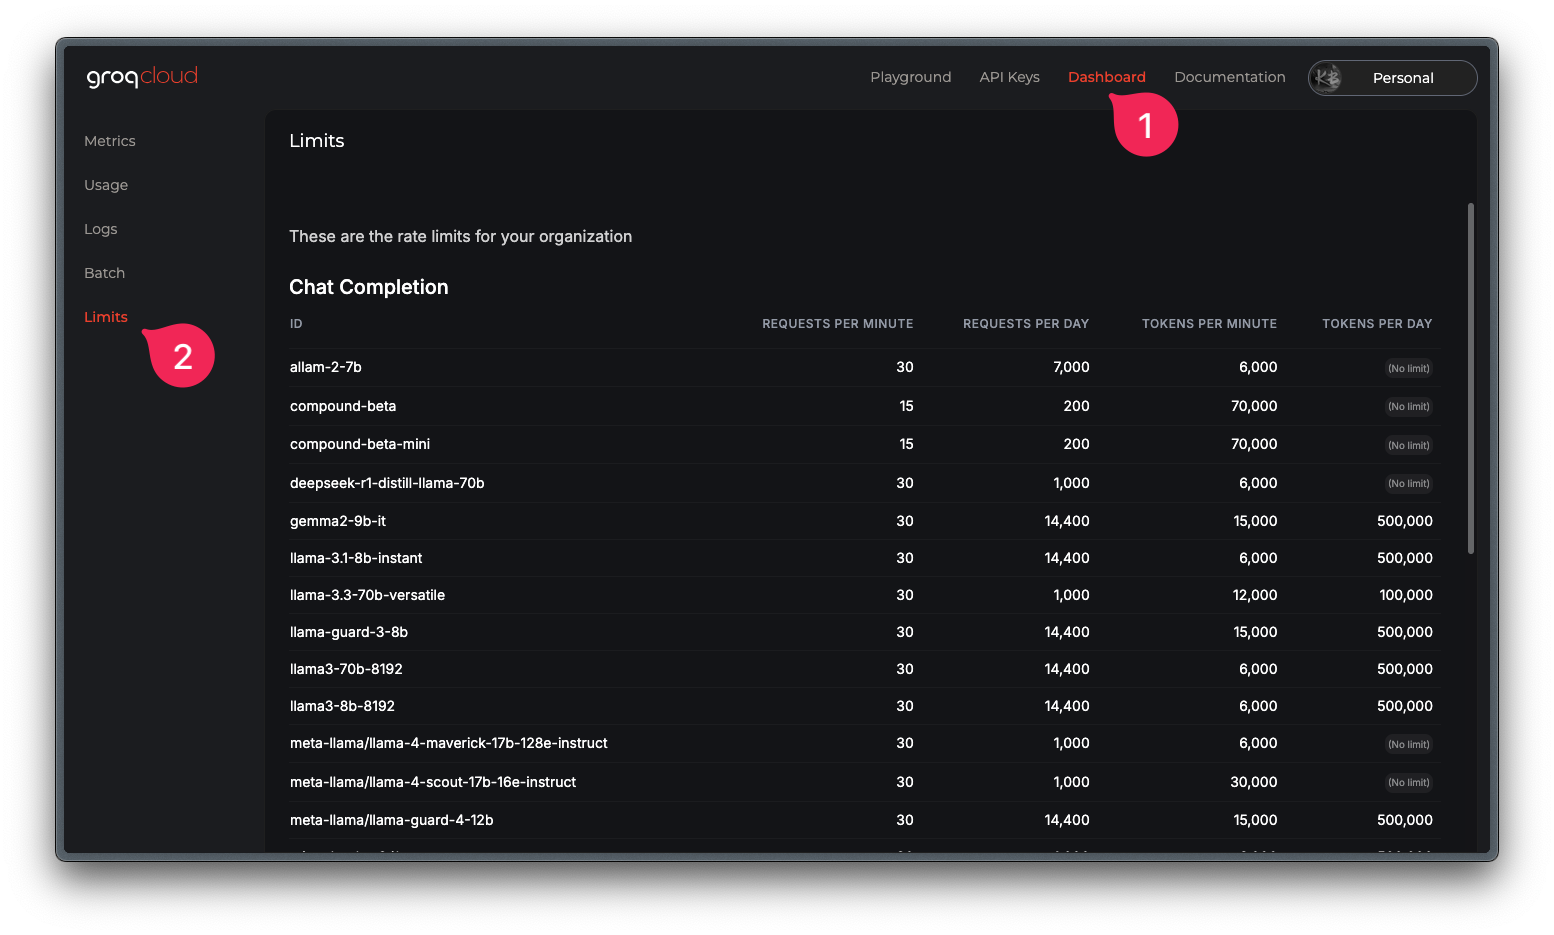 groqcloud
Playground API Keys Dashboard Documentation Personal
1
Metrics
Usage
Logs
Batch
Limits
2
Limits
These are the rate limits for your organization
Chat Completion
ID REQUESTS PER MINUTE REQUESTS PER DAY TOKENS PER MINUTE TOKENS PER DAY
allam-2-7b 30 7,000 6,000 (No limit)
compound-beta 15 200 70,000 (No limit)
compound-beta-mini 15 200 70,000 (No limit)
deepseek-r1-distill-llama-70b 30 1,000 6,000 (No limit)
gemma2-9b-it 30 14,400 15,000 500,000
llama-3.1-8b-instant 30 14,400 6,000 500,000
llama-3.3-70b-versatile 30 1,000 12,000 100,000
llama-guard-3-8b 30 14,400 15,000 500,000
llama3-70b-8192 30 14,400 6,000 500,000
llama3-8b-8192 30 14,400 6,000 500,000
meta-llama/llama-4-maverick-17b-128e-instruct 30 1,000 6,000 (No limit)
meta-llama/llama-4-scout-17b-16e-instruct 30 1,000 30,000 (No limit)
meta-llama/llama-guard-4-12b 30 14,400 15,000 500,000